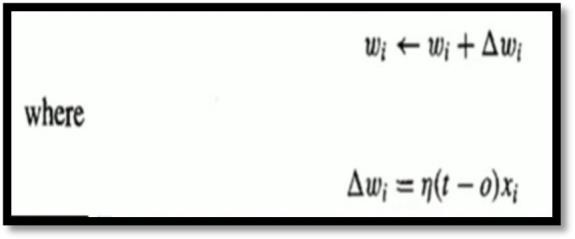 wᵢ ← wᵢ + Δwᵢ
where
Δwᵢ = η(t − o)xᵢ